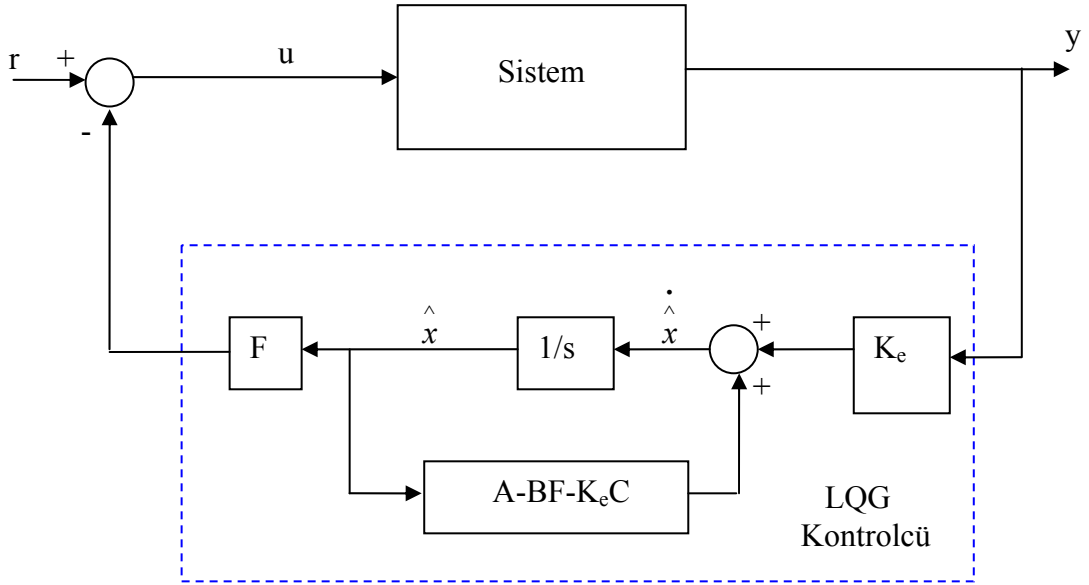 r
+
-
u
Sistem
y
F
x̂
1/s
x̂̇
+
+
Kₑ
A-BF-KₑC
LQG
Kontrolcü